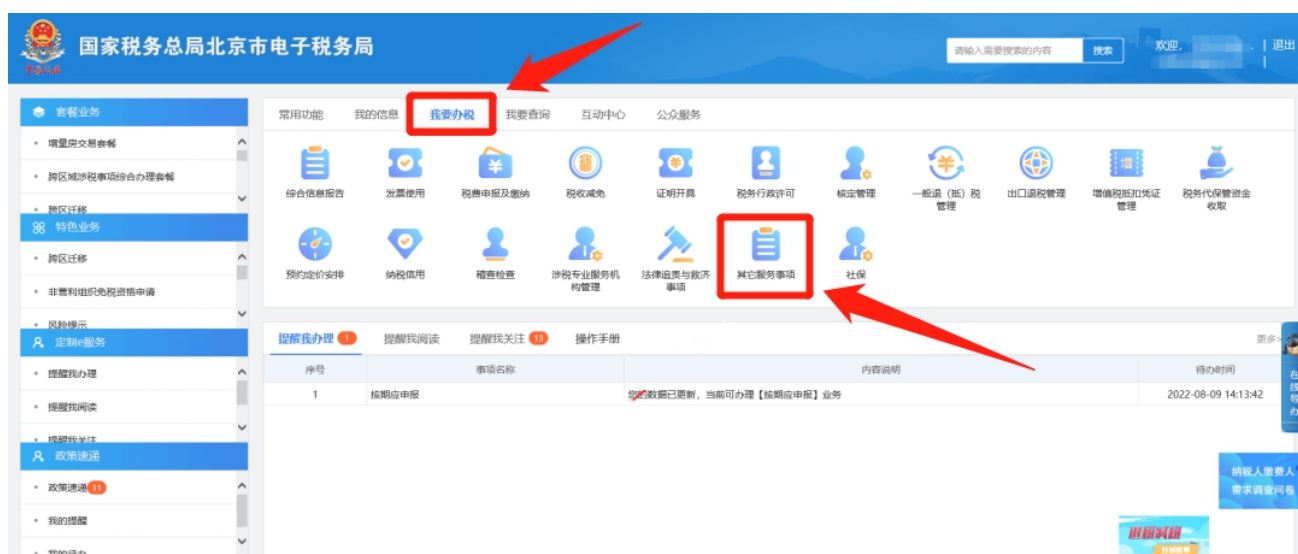 国家税务总局北京市电子税务局
请输入需要搜索的内容 搜索 欢迎, | 退出
套餐业务
增量房交易套餐
跨区域涉税事项综合办理套餐
跨区迁移
特色业务
跨区迁移
非营利组织免税资格申请
风险提示
定制e服务
提醒我办理
提醒我阅读
提醒我关注
政策速递
政策速递 11
我的提醒
我的待办
常用功能 我的信息 我要办税 我要查询 互动中心 公众服务
综合信息报告 发票使用 税费申报及缴纳 税收减免 证明开具 税务行政许可 核定管理 一般退(抵)税管理 出口退税管理 增值税抵扣凭证管理 税务代保管资金收取
预约定价安排 纳税信用 稽查检查 涉税专业服务机构管理 法律追责与救济事项 其它服务事项 社保
提醒我办理 1 提醒我阅读 提醒我关注 13 操作手册 更多>
序号 事项名称 内容说明 待办时间
1 按期应申报 您的数据已更新，当前可办理【按期应申报】业务 2022-08-09 14:13:42
在线导办
纳税人缴费人
需求调查问卷
退税减税